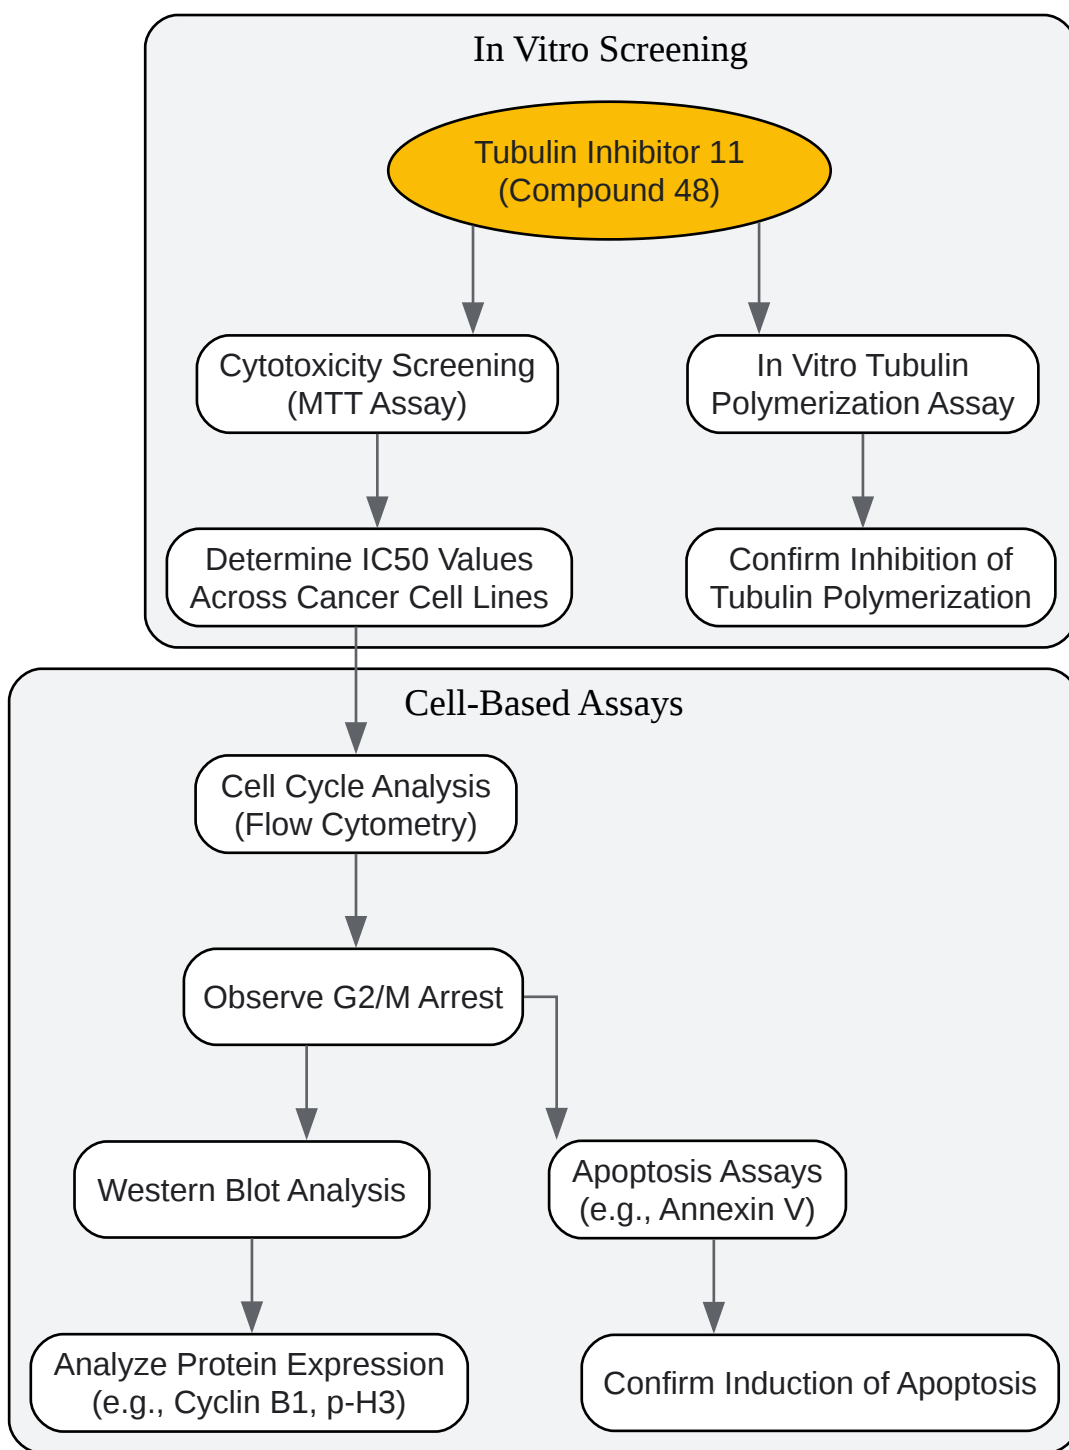 In Vitro Screening
Tubulin Inhibitor 11
(Compound 48)
Cytotoxicity Screening
(MTT Assay)
In Vitro Tubulin
Polymerization Assay
Determine IC50 Values
Across Cancer Cell Lines
Confirm Inhibition of
Tubulin Polymerization
Cell-Based Assays
Cell Cycle Analysis
(Flow Cytometry)
Observe G2/M Arrest
Western Blot Analysis
Apoptosis Assays
(e.g., Annexin V)
Analyze Protein Expression
(e.g., Cyclin B1, p-H3)
Confirm Induction of Apoptosis